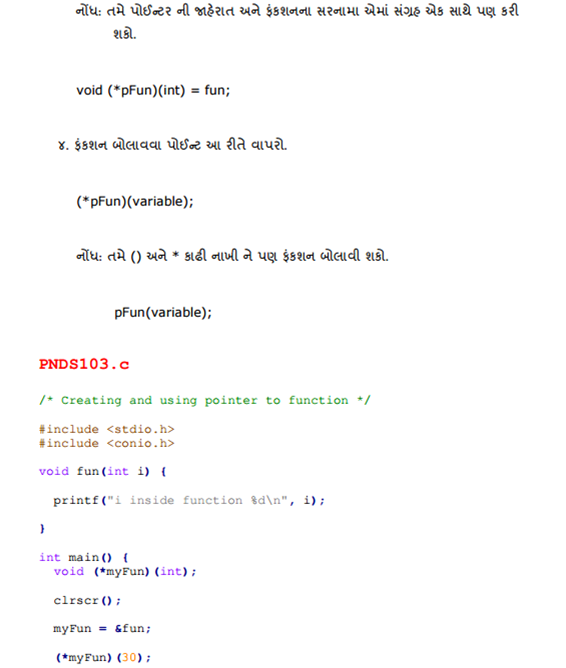 નોંધ: તમે પોઈન્ટર ની જાહેરાત અને ફંકશનના સરનામા એમાં સંગ્રહ એક સાથે પણ કરી
શકો.
void (*pFun)(int) = fun;
૪. ફંકશન બોલાવવા પોઈન્ટ આ રીતે વાપરો.
(*pFun)(variable);
નોંધ: તમે () અને * કાઢી નાખી ને પણ ફંકશન બોલાવી શકો.
pFun(variable);
PNDS103.c
/* Creating and using pointer to function */
#include <stdio.h>
#include <conio.h>
void fun(int i) {
printf("i inside function %d\n", i);
}
int main() {
void (*myFun)(int);
clrscr();
myFun = &fun;
(*myFun)(30);